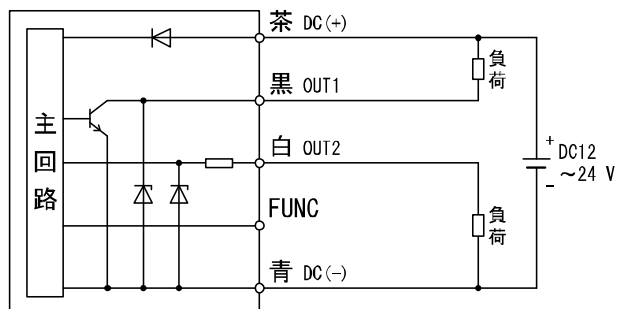 茶 DC(+)
負荷
黒 OUT1
主回路
白 OUT2
+
DC12
～24 V
-
FUNC
負荷
青 DC(-)